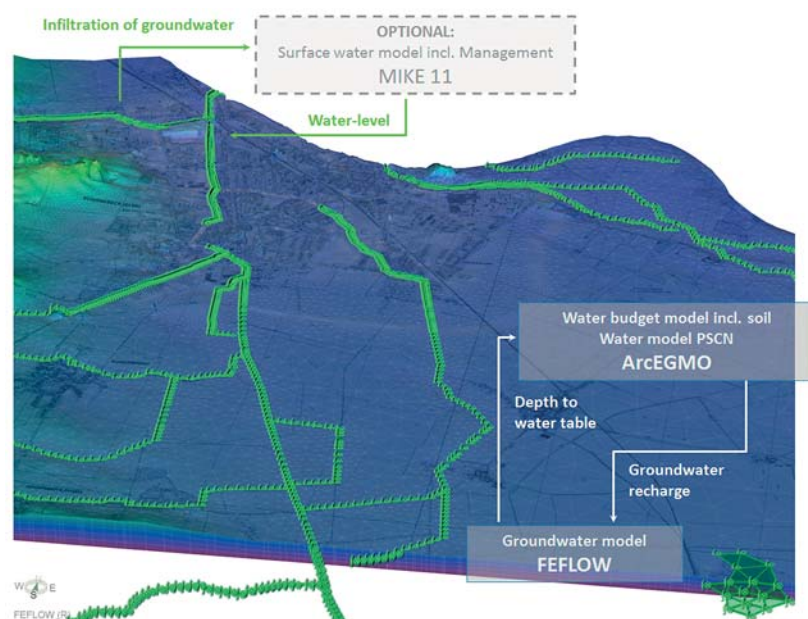 Infiltration of groundwater
OPTIONAL:
Surface water model incl. Management
MIKE 11
Water-level
Water budget model incl. soil
Water model PSCN
ArcEGMO
Depth to
water table
Groundwater
recharge
Groundwater model
FEFLOW
W E
S
FEFLOW (R)